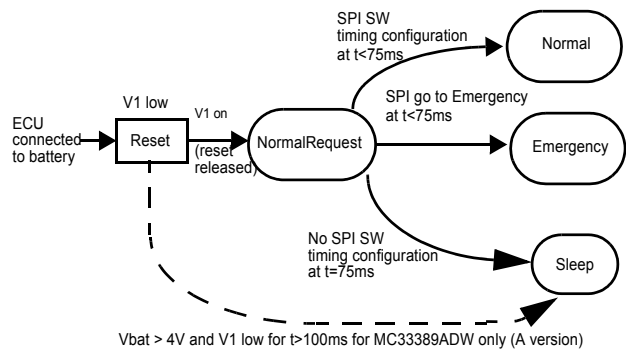 SPI SW
timing configuration
at t<75ms
Normal
V1 low
SPI go to Emergency
at t<75ms
ECU
connected
to battery
Reset
V1 on
(reset
released)
NormalRequest
Emergency
No SPI SW
timing configuration
at t=75ms
Sleep
Vbat > 4V and V1 low for t>100ms for MC33389ADW only (A version)